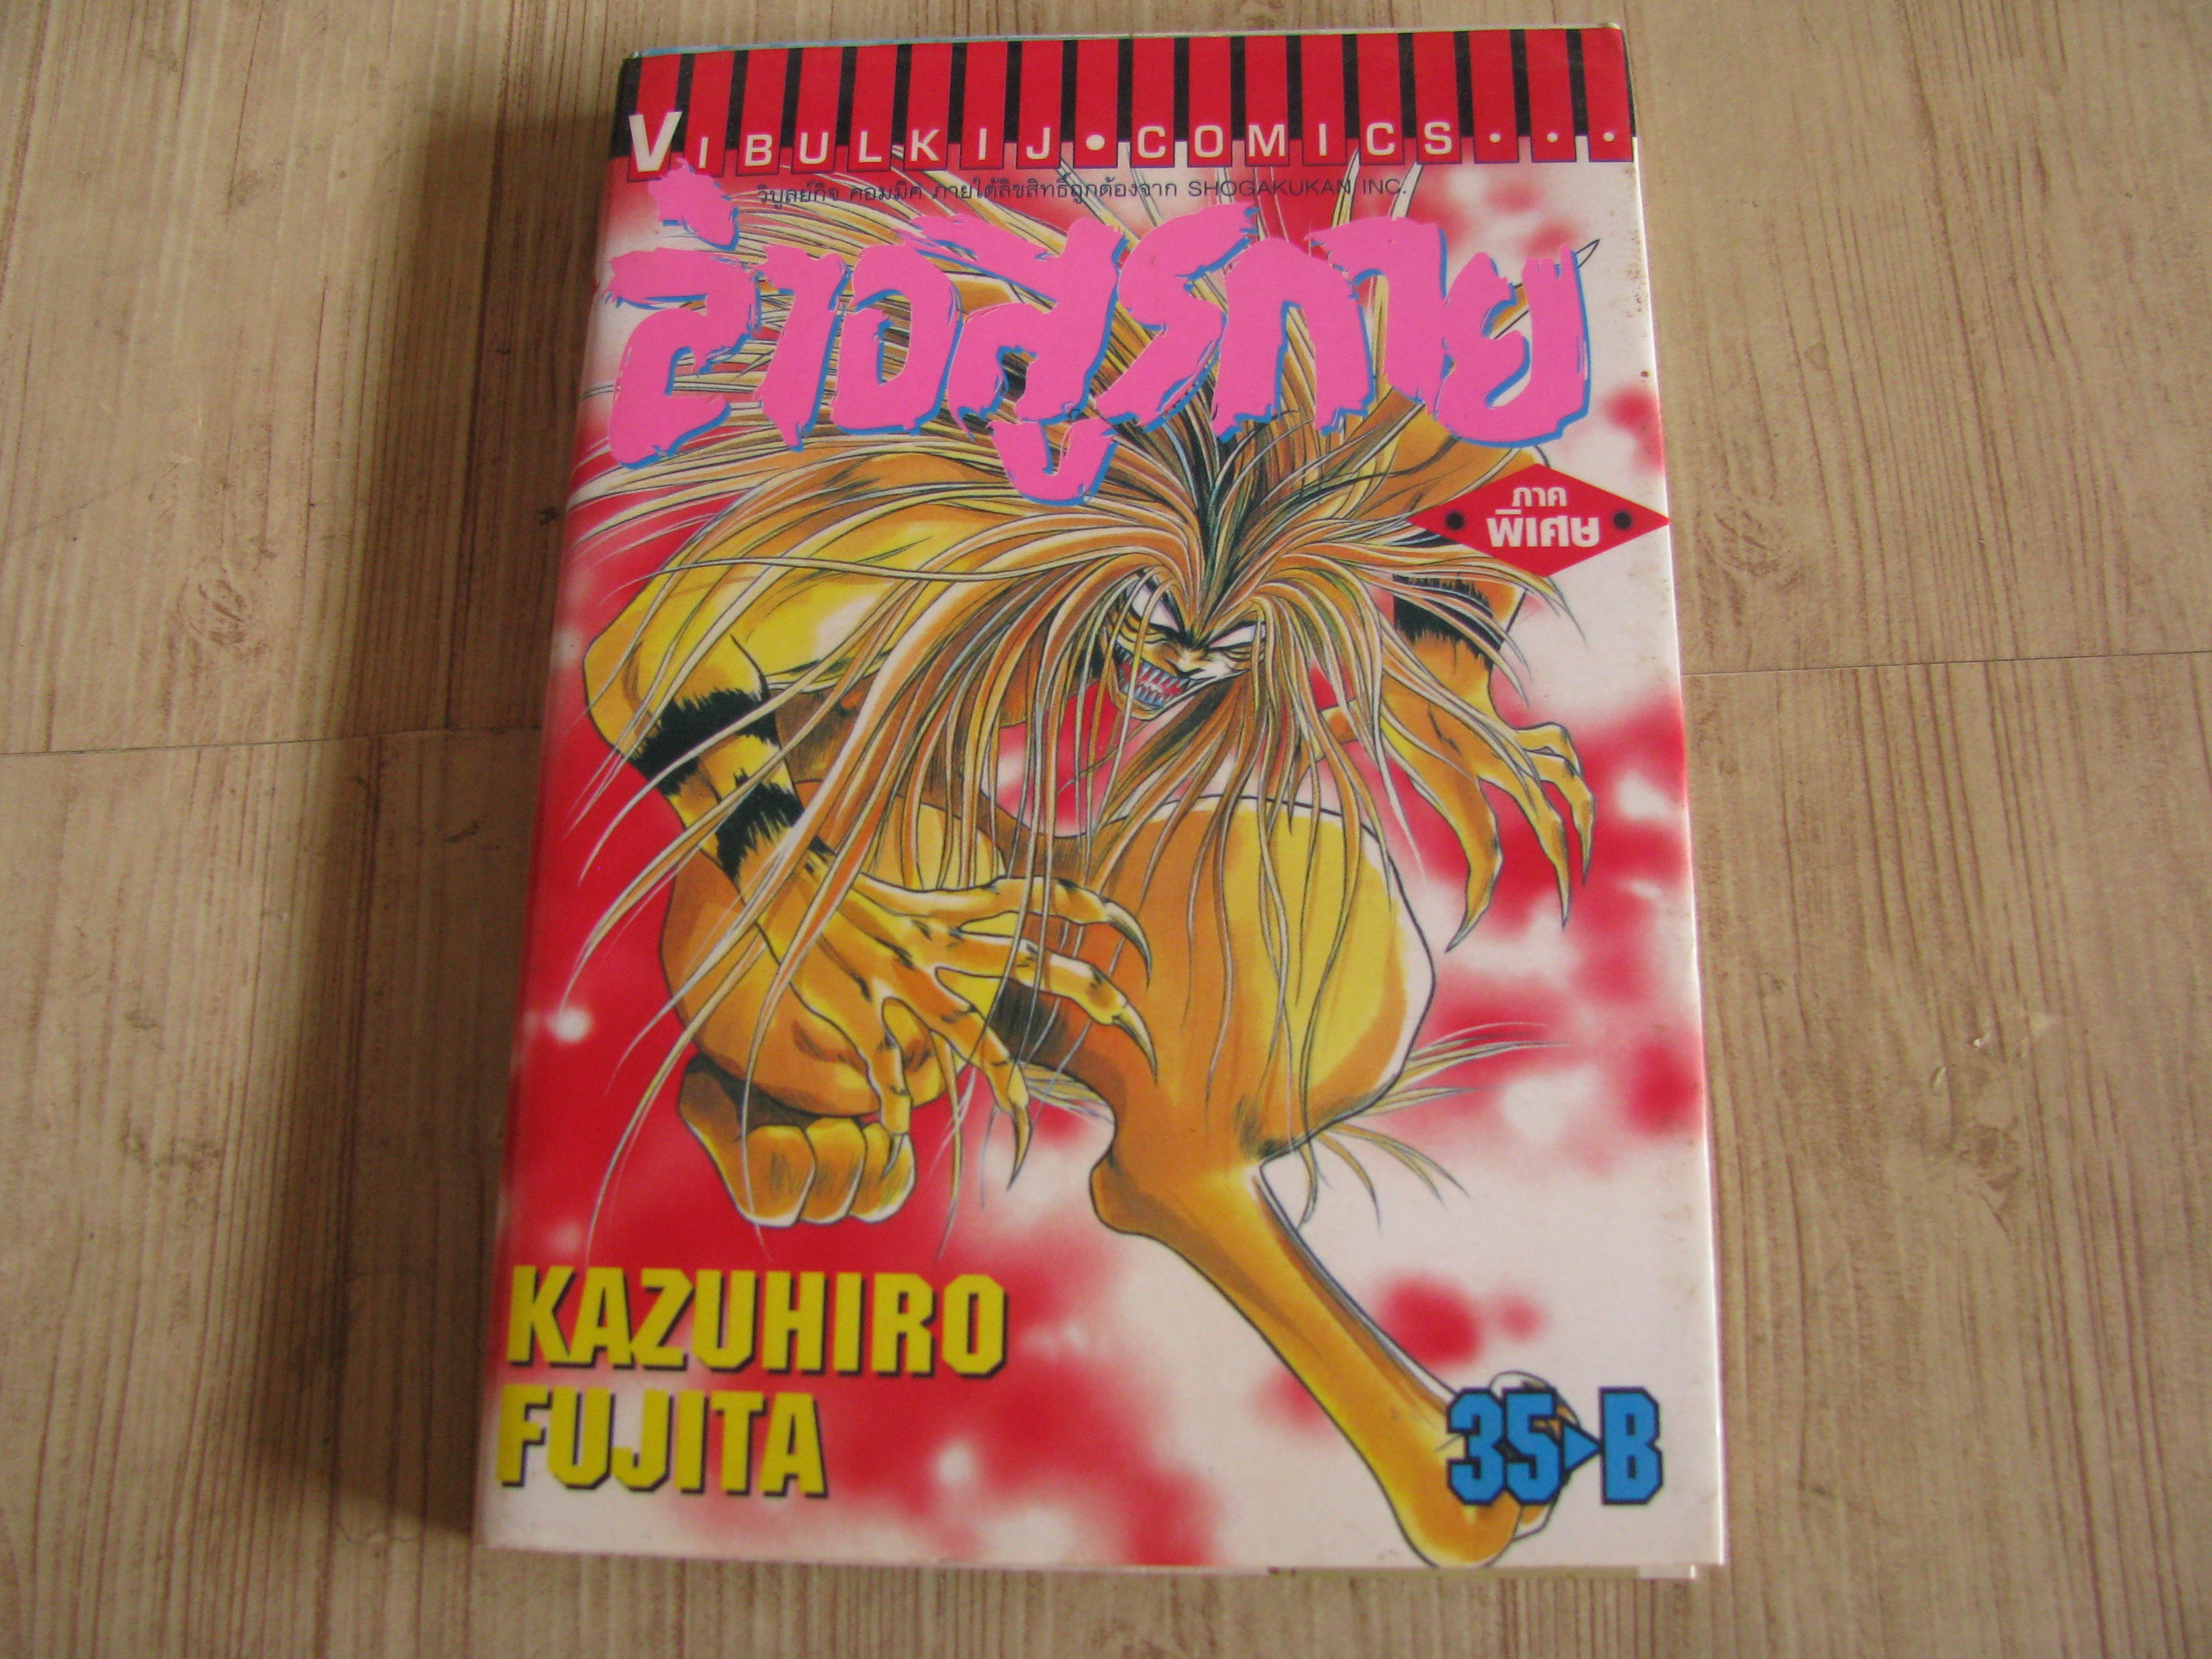 VIBULKIJ•COMICS...
วิบูลย์กิจ คอมมิค ภายใต้ลิขสิทธิ์ถูกต้องจาก SHOGAKUKAN INC.
ล่าอสูรกาย
ภาค
พิเศษ
KAZUHIRO
FUJITA
35▶B